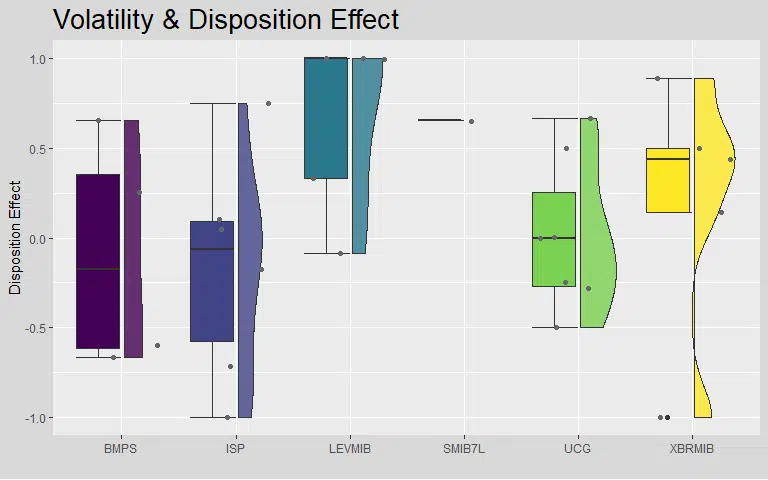 Volatility & Disposition Effect
Disposition Effect
1.0
0.5
0.0
-0.5
-1.0
BMPS ISP LEVMIB SMIB7L UCG XBRMIB